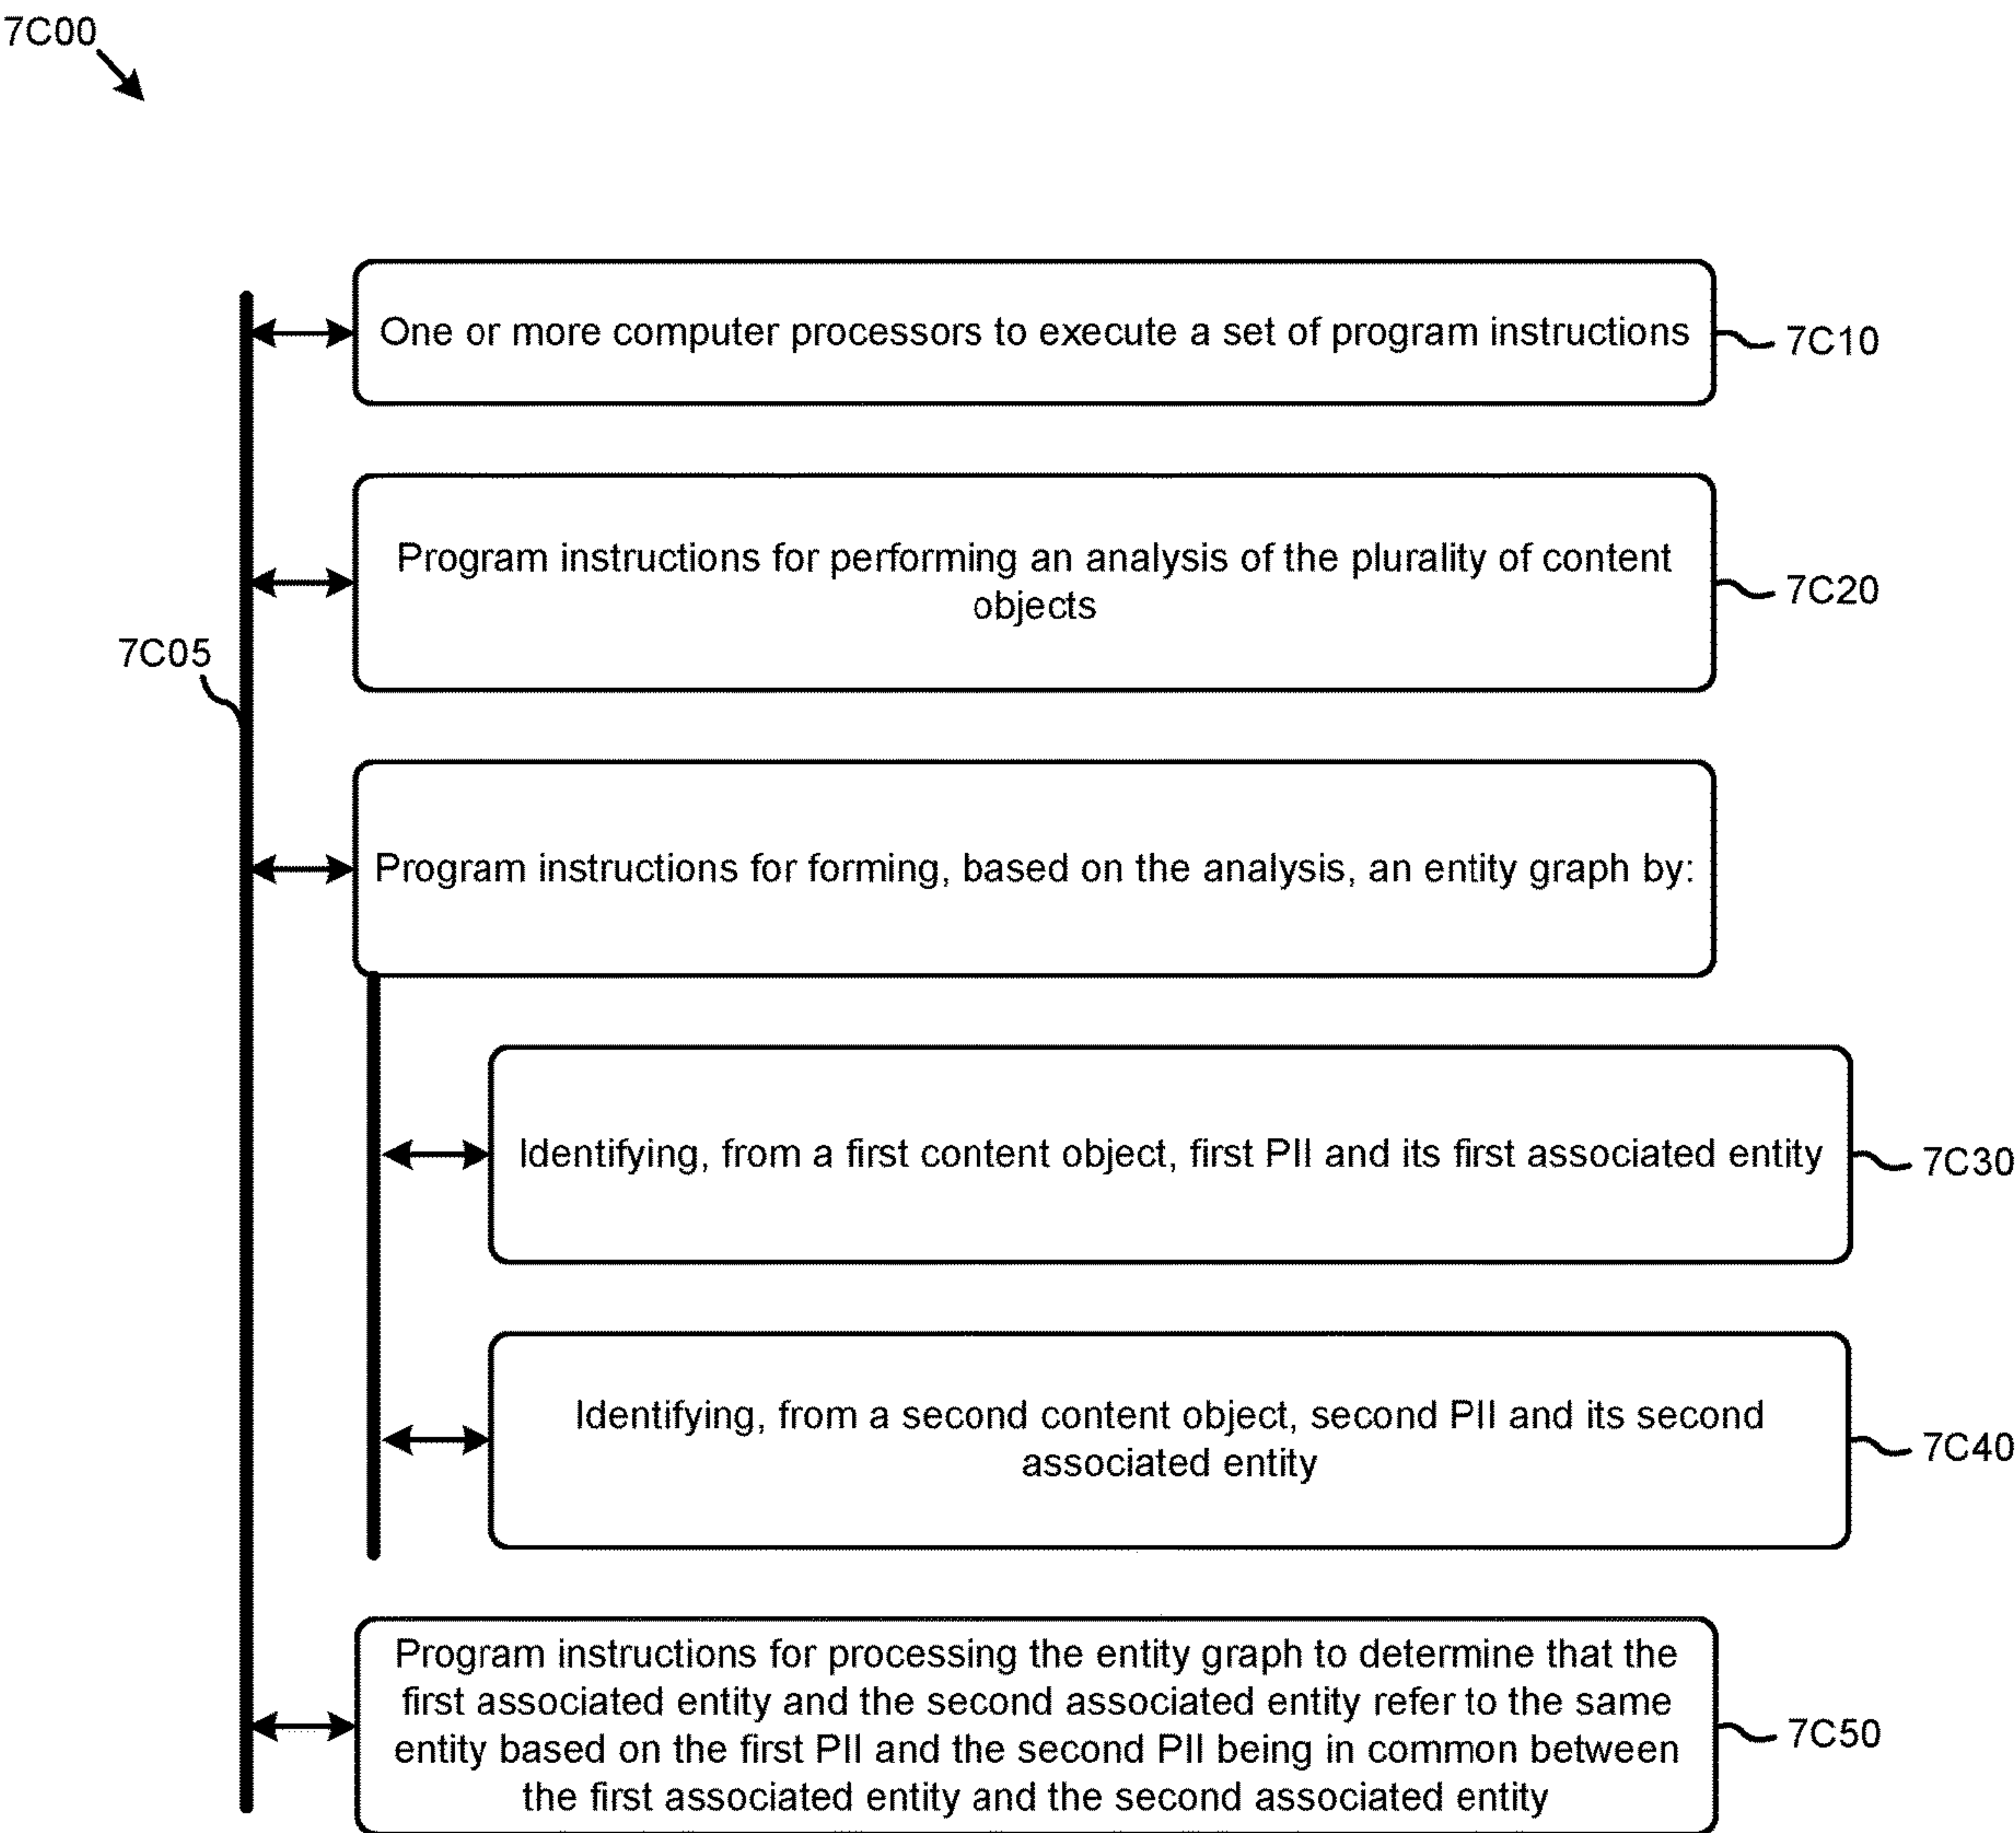 7C00
One or more computer processors to execute a set of program instructions
7C10
Program instructions for performing an analysis of the plurality of content
objects
7C20
7C05
Program instructions for forming, based on the analysis, an entity graph by:
Identifying, from a first content object, first PII and its first associated entity
7C30
Identifying, from a second content object, second PII and its second
associated entity
7C40
Program instructions for processing the entity graph to determine that the
first associated entity and the second associated entity refer to the same
entity based on the first PII and the second PII being in common between
the first associated entity and the second associated entity
7C50